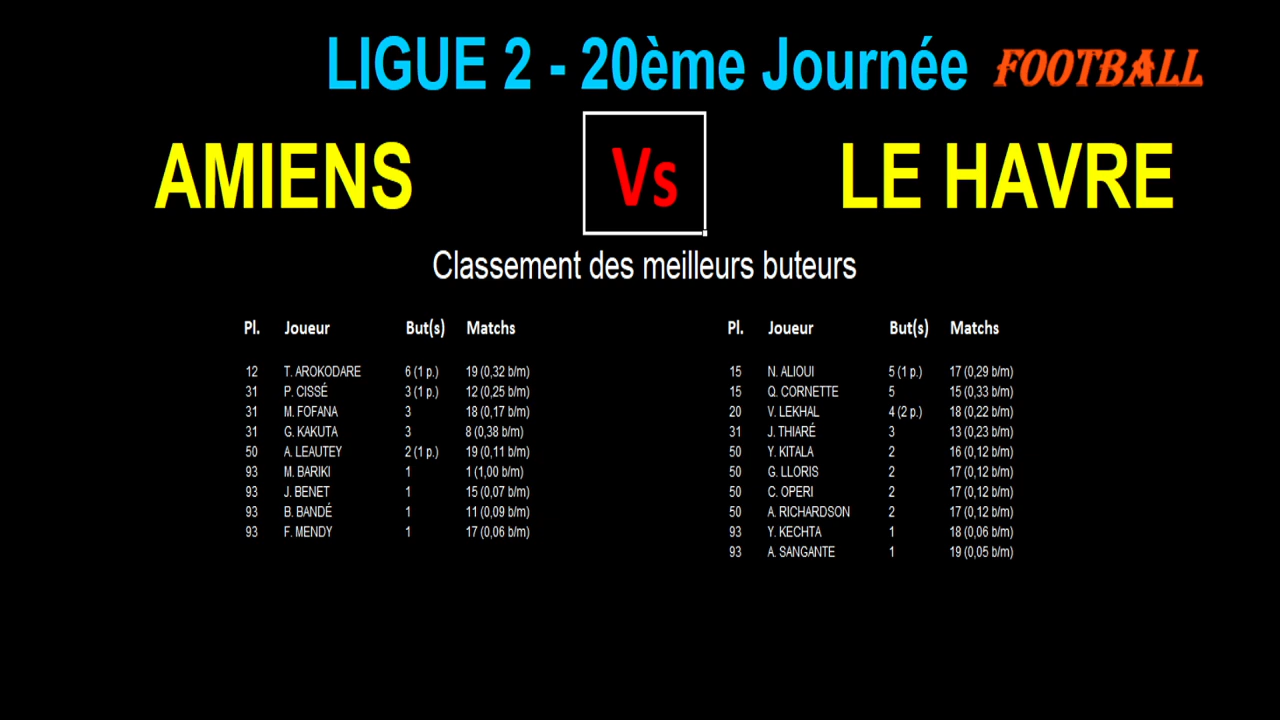 LIGUE 2 - 20ème Journée FOOTBALL
AMIENS Vs LE HAVRE
Classement des meilleurs buteurs
Pl. Joueur But(s) Matchs
12 T. AROKODARE 6 (1 p.) 19 (0,32 b/m)
31 P. CISSÉ 3 (1 p.) 12 (0,25 b/m)
31 M. FOFANA 3 18 (0,17 b/m)
31 G. KAKUTA 3 8 (0,38 b/m)
50 A. LEAUTEY 2 (1 p.) 19 (0,11 b/m)
93 M. BARIKI 1 1 (1,00 b/m)
93 J. BENET 1 15 (0,07 b/m)
93 B. BANDÉ 1 11 (0,09 b/m)
93 F. MENDY 1 17 (0,06 b/m)
Pl. Joueur But(s) Matchs
15 N. ALIOUI 5 (1 p.) 17 (0,29 b/m)
15 Q. CORNETTE 5 15 (0,33 b/m)
20 V. LEKHAL 4 (2 p.) 18 (0,22 b/m)
31 J. THIARÉ 3 13 (0,23 b/m)
50 Y. KITALA 2 16 (0,12 b/m)
50 G. LLORIS 2 17 (0,12 b/m)
50 C. OPERI 2 17 (0,12 b/m)
50 A. RICHARDSON 2 17 (0,12 b/m)
93 Y. KECHTA 1 18 (0,06 b/m)
93 A. SANGANTE 1 19 (0,05 b/m)